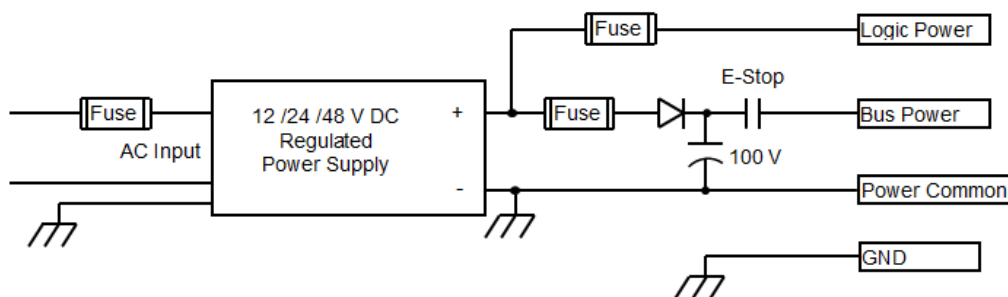 Fuse
Logic Power
E-Stop
Fuse
12 /24 /48 V DC
Regulated
Power Supply
+
-
Fuse
Bus Power
AC Input
100 V
Power Common
GND